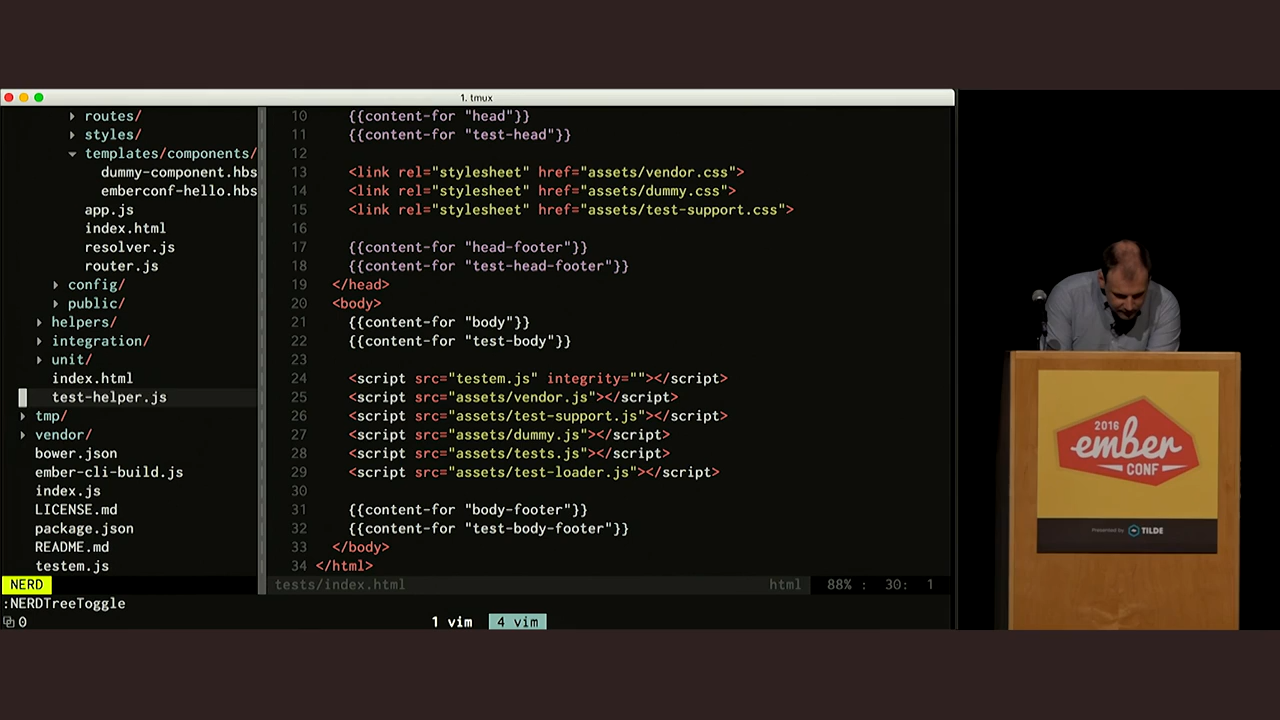 1. tmux
▸ routes/
▸ styles/
▾ templates/components/
dummy-component.hbs
emberconf-hello.hbs
app.js
index.html
resolver.js
router.js
▸ config/
▸ public/
▸ helpers/
▸ integration/
▸ unit/
index.html
test-helper.js
▸ tmp/
▸ vendor/
bower.json
ember-cli-build.js
index.js
LICENSE.md
package.json
README.md
testem.js
10 {{content-for "head"}}
11 {{content-for "test-head"}}
12
13 <link rel="stylesheet" href="assets/vendor.css">
14 <link rel="stylesheet" href="assets/dummy.css">
15 <link rel="stylesheet" href="assets/test-support.css">
16
17 {{content-for "head-footer"}}
18 {{content-for "test-head-footer"}}
19 </head>
20 <body>
21 {{content-for "body"}}
22 {{content-for "test-body"}}
23
24 <script src="testem.js" integrity=""></script>
25 <script src="assets/vendor.js"></script>
26 <script src="assets/test-support.js"></script>
27 <script src="assets/dummy.js"></script>
28 <script src="assets/tests.js"></script>
29 <script src="assets/test-loader.js"></script>
30
31 {{content-for "body-footer"}}
32 {{content-for "test-body-footer"}}
33 </body>
34 </html>
NERD
tests/index.html html 88% : 30: 1
:NERDTreeToggle
0 1 vim 4 vim
2016
ember
CONF
Presented by TILDE